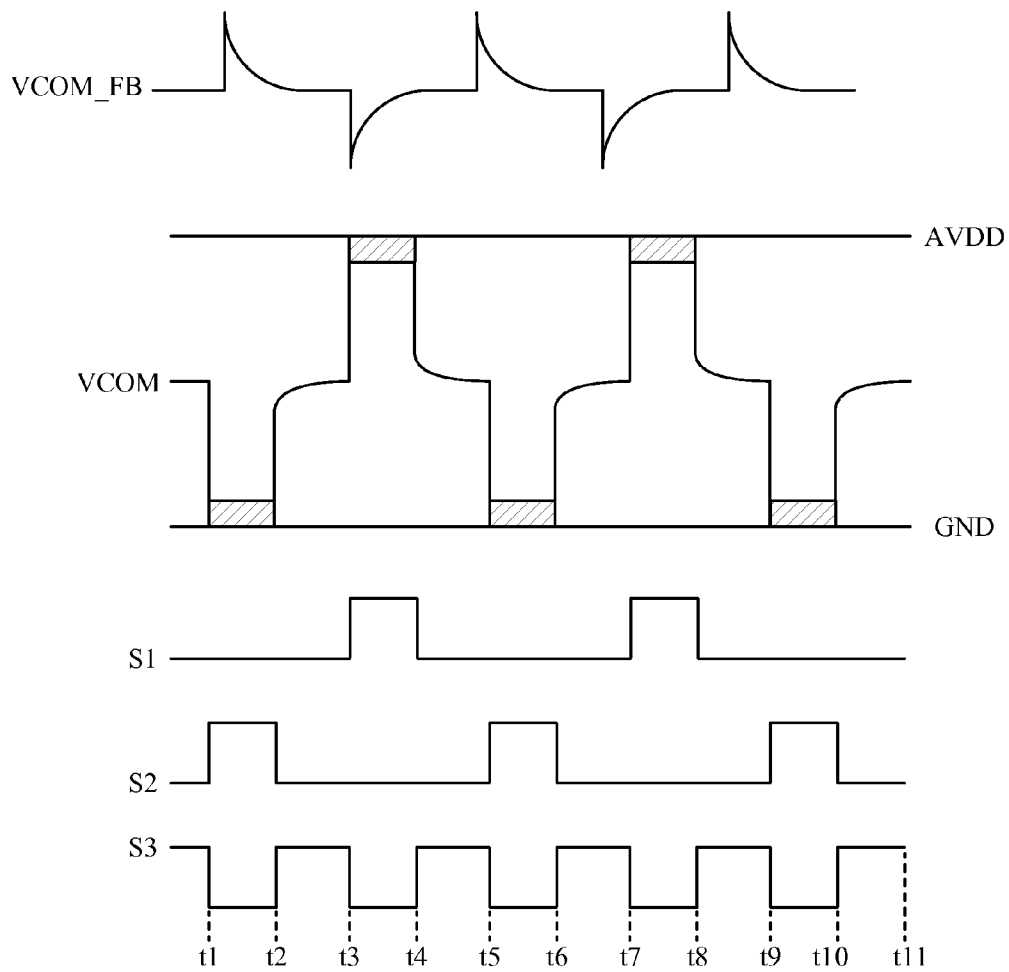 VCOM_FB
AVDD
VCOM
GND
S1
S2
S3
t1 t2 t3 t4 t5 t6 t7 t8 t9 t10 t11